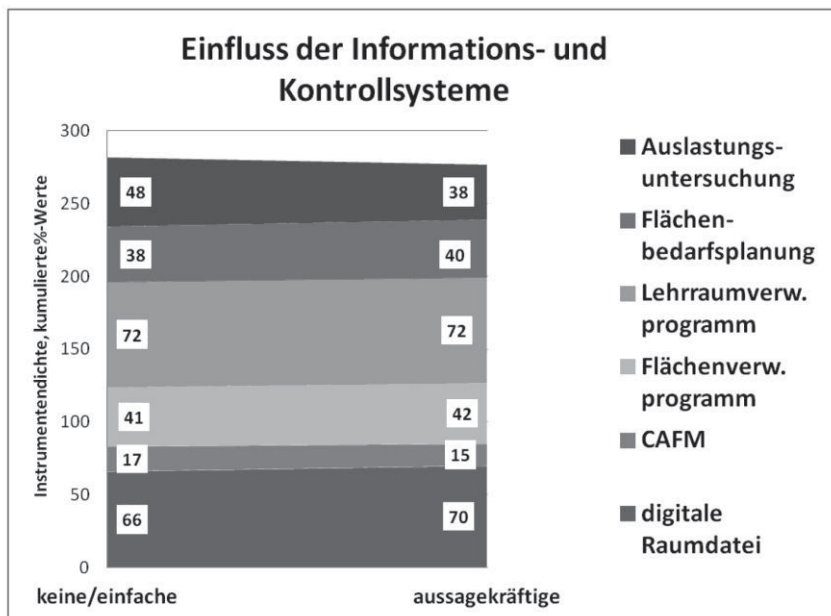 Einfluss der Informations- und
Kontrollsysteme
Instrumentendichte, kumulierte%-Werte
300
250
200
150
100
50
0
48
38
38
40
72
72
41
42
17
15
66
70
keine/einfache
aussagekräftige
Auslastungs-
untersuchung
Flächen-
bedarfsplanung
Lehrraumverw.
programm
Flächenverw.
programm
CAFM
digitale
Raumdatei